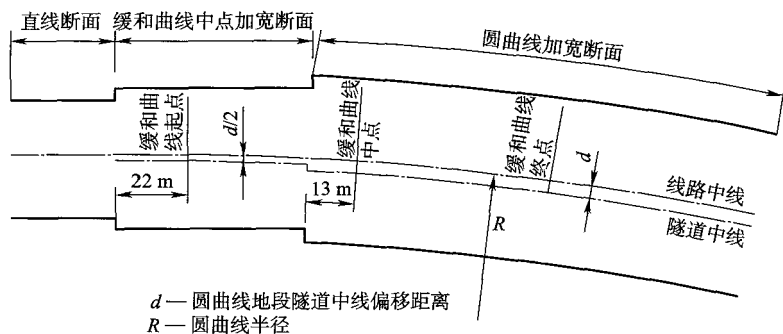 直线断面
缓和曲线中点加宽断面
圆曲线加宽断面
缓和曲
线起点
d/2
缓和曲线
中点
缓和曲线
终点
d
22 m
13 m
R
线路中线
隧道中线
d — 圆曲线地段隧道中线偏移距离
R — 圆曲线半径